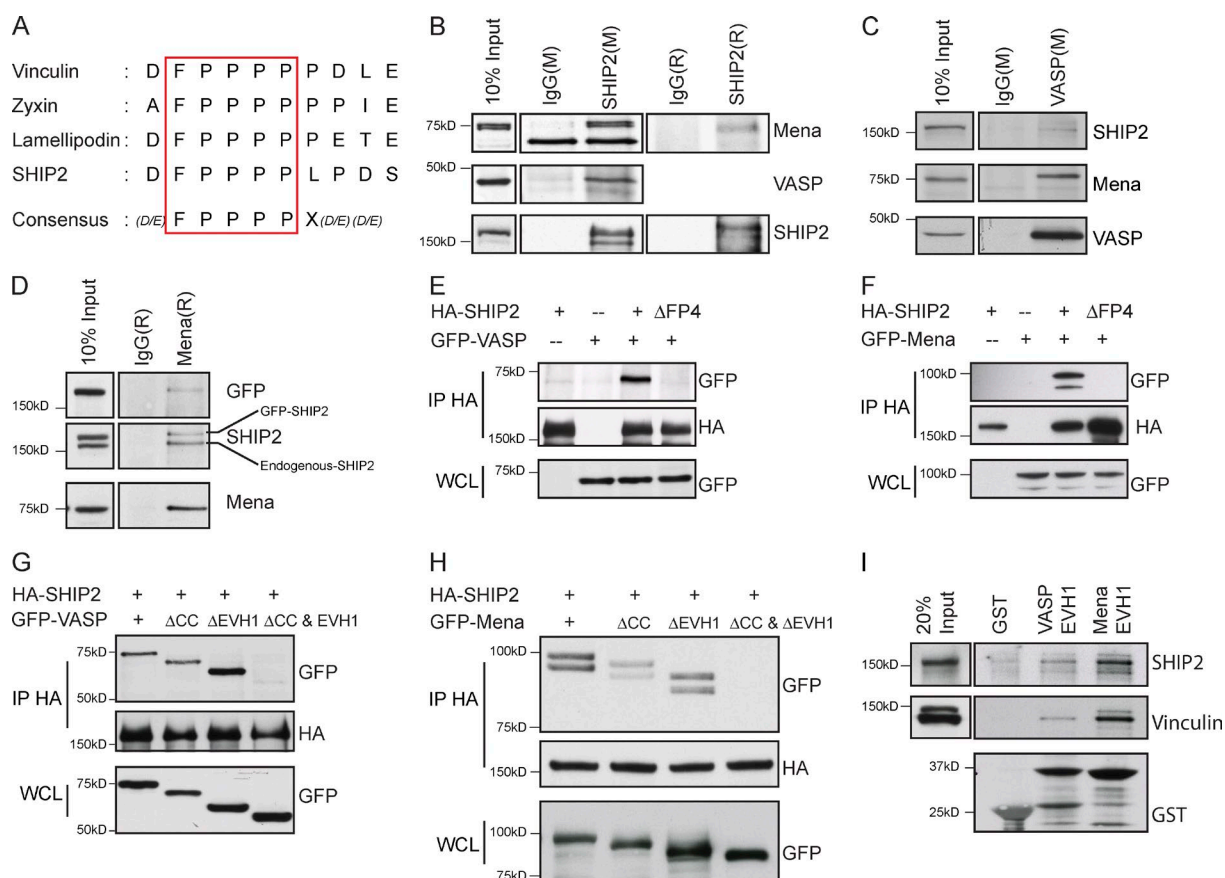 A
Vinculin : D F P P P P P D L E
Zyxin : A F P P P P P P I E
Lamellipodin : D F P P P P P E T E
SHIP2 : D F P P P P L P D S
Consensus : (D/E) F P P P P X (D/E) (D/E)
B
10% Input IgG(M) SHIP2(M) IgG(R) SHIP2(R)
75kD Mena
50kD VASP
150kD SHIP2
C
10% Input IgG(M) VASP(M)
150kD SHIP2
75kD Mena
50kD VASP
D
10% Input IgG(R) Mena(R)
150kD GFP
GFP-SHIP2
150kD SHIP2
Endogenous-SHIP2
75kD Mena
E
HA-SHIP2 + -- + ΔFP4
GFP-VASP -- + + +
IP HA
75kD GFP
150kD HA
WCL 75kD GFP
F
HA-SHIP2 + -- + ΔFP4
GFP-Mena -- + + +
IP HA
100kD GFP
150kD HA
WCL 100kD GFP
G
HA-SHIP2 + + + +
GFP-VASP + ΔCC ΔEVH1 ΔCC & EVH1
IP HA
75kD GFP
50kD
150kD HA
WCL 75kD GFP
50kD
H
HA-SHIP2 + + + +
GFP-Mena + ΔCC ΔEVH1 ΔCC & ΔEVH1
IP HA
100kD GFP
75kD
150kD HA
WCL 100kD GFP
75kD
I
20% Input GST VASP EVH1 Mena EVH1
150kD SHIP2
150kD Vinculin
37kD
25kD GST